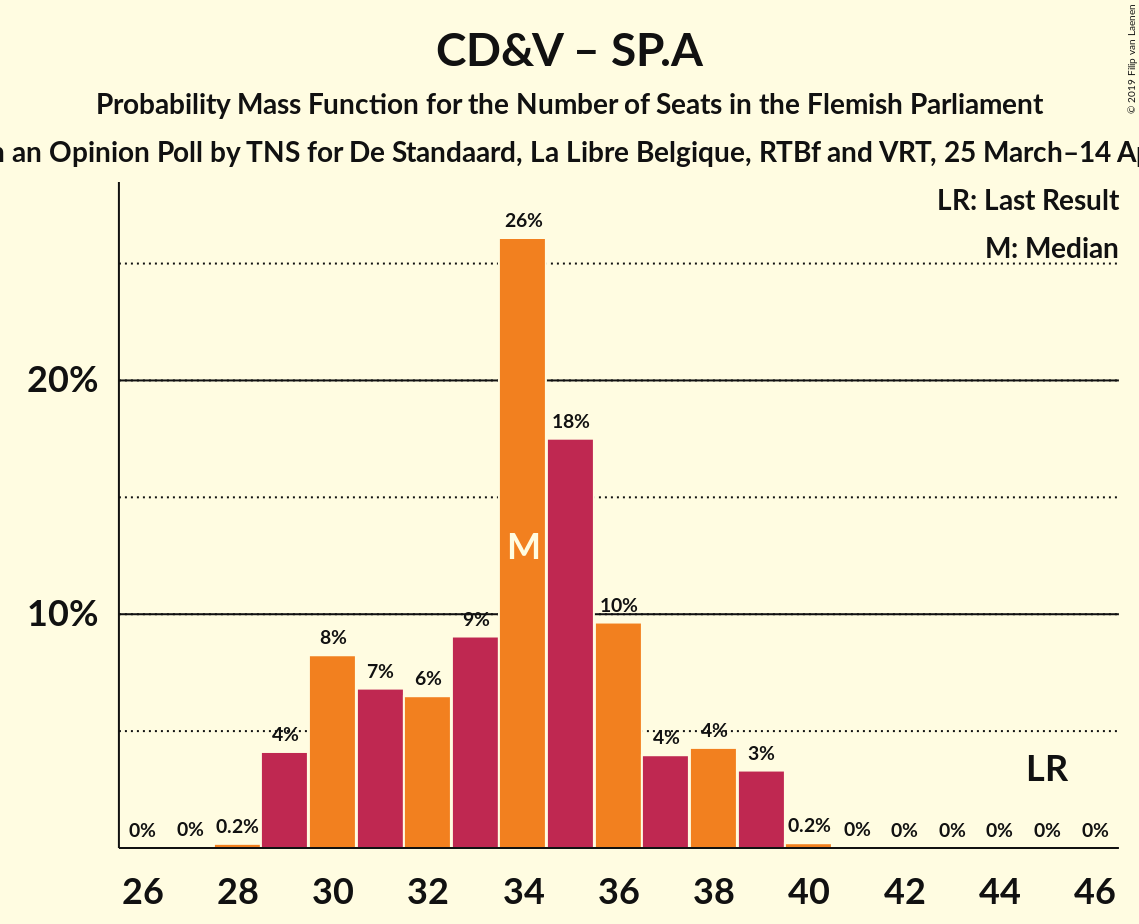 CD&V – SP.A
Probability Mass Function for the Number of Seats in the Flemish Parliament
an Opinion Poll by TNS for De Standaard, La Libre Belgique, RTBf and VRT, 25 March–14
© 2019 Filip van Laenen
LR: Last Result
M: Median
26%
20%
18%
M
10%
10%
9%
8%
7%
6%
4%
4%
4%
3%
LR
0%
0%
0.2%
0.2%
0%
0%
0%
0%
0%
0%
26 28 30 32 34 36 38 40 42 44 46